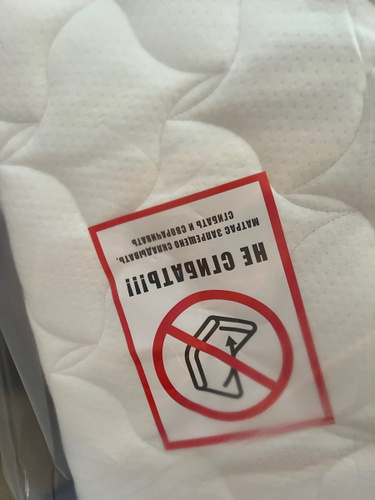 НЕ СГИБАТЬ!!!
МАТРАС ЗАПРЕЩЕНО СКЛАДЫВАТЬ,
СГИБАТЬ И СВОРАЧИВАТЬ